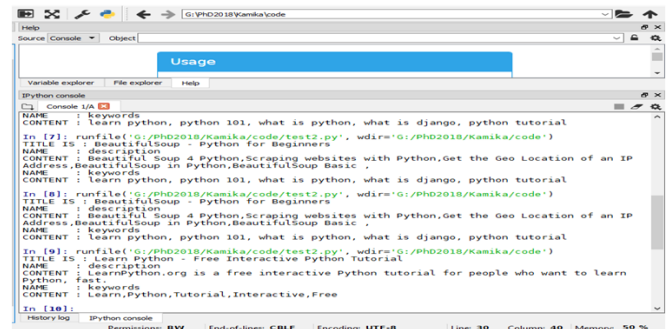 G:\PhD2018\Kamika\code
Help
Source Console Object
Usage
Variable explorer File explorer Help
IPython console
Console 1/A
NAME : keywords
CONTENT : learn python, python 101, what is python, what is django, python tutorial
In [7]: runfile('G:/PhD2018/Kamika/code/test2.py', wdir='G:/PhD2018/Kamika/code')
TITLE IS : BeautifulSoup - Python for Beginners
NAME : description
CONTENT : Beautiful Soup 4 Python,Scraping websites with Python,Get the Geo Location of an IP
Address,BeautifulSoup in Python,BeautifulSoup Basic ,
NAME : keywords
CONTENT : learn python, python 101, what is python, what is django, python tutorial
In [8]: runfile('G:/PhD2018/Kamika/code/test2.py', wdir='G:/PhD2018/Kamika/code')
TITLE IS : BeautifulSoup - Python for Beginners
NAME : description
CONTENT : Beautiful Soup 4 Python,Scraping websites with Python,Get the Geo Location of an IP
Address,BeautifulSoup in Python,BeautifulSoup Basic ,
NAME : keywords
CONTENT : learn python, python 101, what is python, what is django, python tutorial
In [9]: runfile('G:/PhD2018/Kamika/code/test2.py', wdir='G:/PhD2018/Kamika/code')
TITLE IS : Learn Python - Free Interactive Python Tutorial
NAME : description
CONTENT : LearnPython.org is a free interactive Python tutorial for people who want to learn
Python, fast.
NAME : keywords
CONTENT : Learn,Python,Tutorial,Interactive,Free
In [10]:
History log IPython console
Permissions: RW End-of-lines: CRLF Encoding: UTF-8 Line: 30 Column: 40 Memory: 50 %